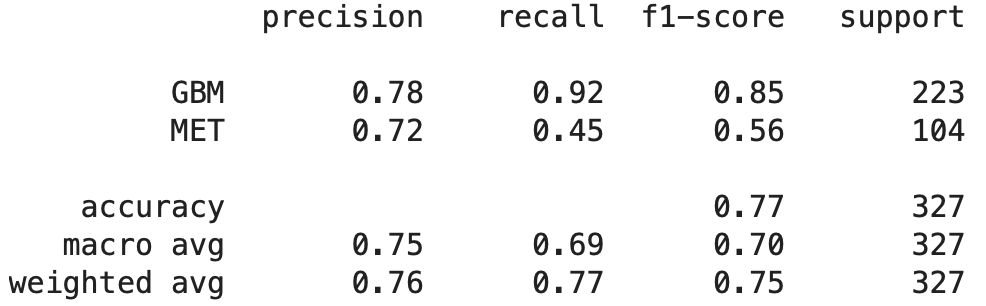 precision recall f1-score support
GBM 0.78 0.92 0.85 223
MET 0.72 0.45 0.56 104
accuracy 0.77 327
macro avg 0.75 0.69 0.70 327
weighted avg 0.76 0.77 0.75 327